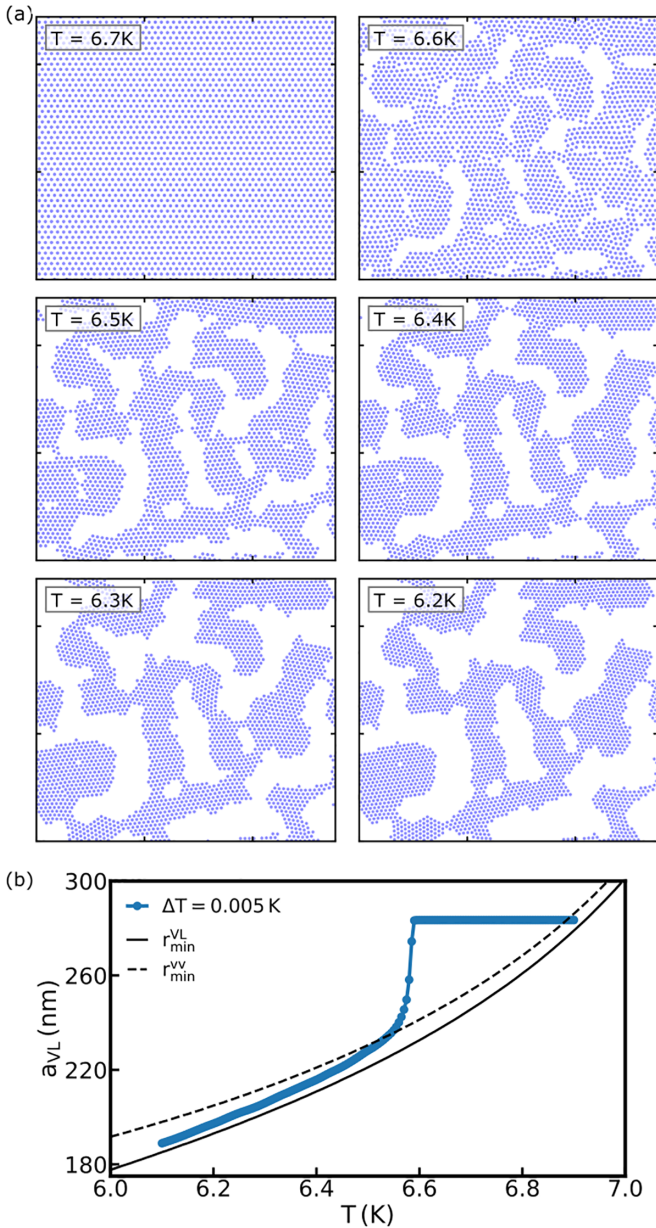 (a)
T = 6.7K
T = 6.6K
T = 6.5K
T = 6.4K
T = 6.3K
T = 6.2K
(b)
300
260
220
180
a_VL (nm)
ΔT = 0.005 K
r_min^VL
r_min^vv
6.0 6.2 6.4 6.6 6.8 7.0
T (K)